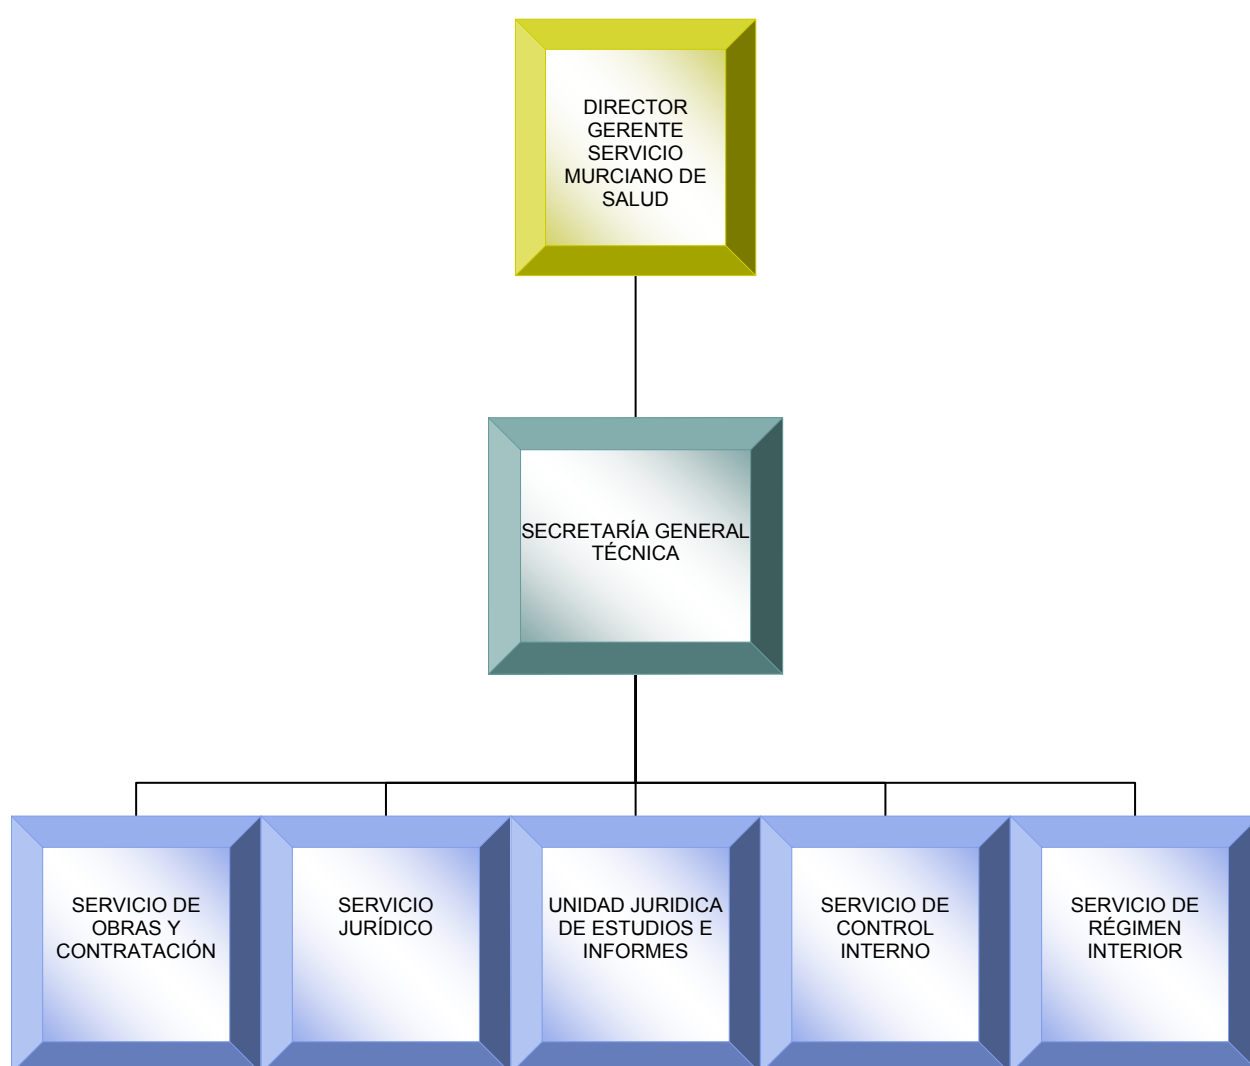 DIRECTOR
GERENTE
SERVICIO
MURCIANO DE
SALUD
SECRETARÍA GENERAL
TÉCNICA
SERVICIO DE
OBRAS Y
CONTRATACIÓN
SERVICIO
JURÍDICO
UNIDAD JURIDICA
DE ESTUDIOS E
INFORMES
SERVICIO DE
CONTROL
INTERNO
SERVICIO DE
RÉGIMEN
INTERIOR